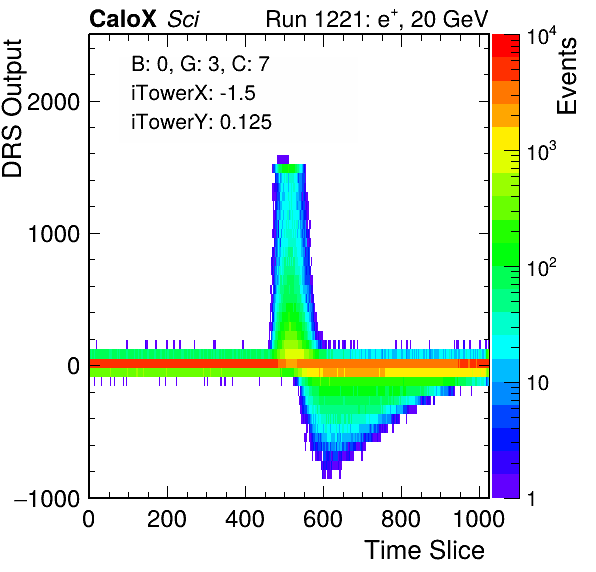 CaloX Sci Run 1221: e⁺, 20 GeV
B: 0, G: 3, C: 7
iTowerX: -1.5
iTowerY: 0.125
DRS Output
2000
1000
0
−1000
0 200 400 600 800 1000
Time Slice
Events
10⁴
10³
10²
10
1